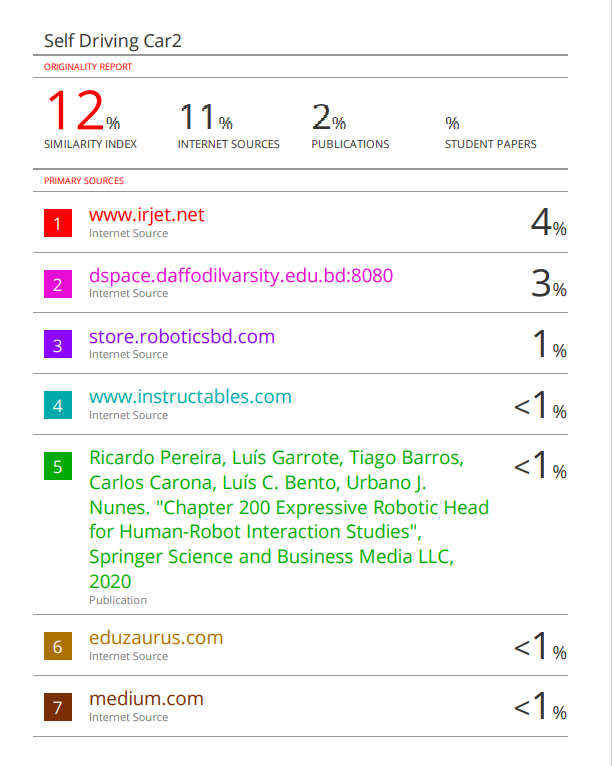 Self Driving Car2
ORIGINALITY REPORT
12% 11% 2% %
SIMILARITY INDEX INTERNET SOURCES PUBLICATIONS STUDENT PAPERS
PRIMARY SOURCES
1 www.irjet.net 4%
Internet Source
2 dspace.daffodilvarsity.edu.bd:8080 3%
Internet Source
3 store.roboticsbd.com 1%
Internet Source
4 www.instructables.com <1%
Internet Source
5 Ricardo Pereira, Luís Garrote, Tiago Barros, <1%
Carlos Carona, Luís C. Bento, Urbano J.
Nunes. "Chapter 200 Expressive Robotic Head
for Human-Robot Interaction Studies",
Springer Science and Business Media LLC,
2020
Publication
6 eduzaurus.com <1%
Internet Source
7 medium.com <1%
Internet Source